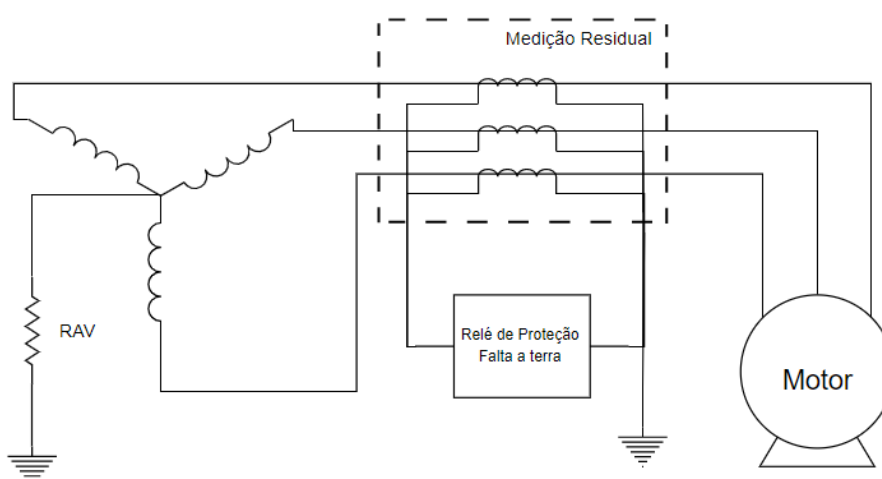 Medição Residual
RAV
Relé de Proteção
Falta a terra
Motor